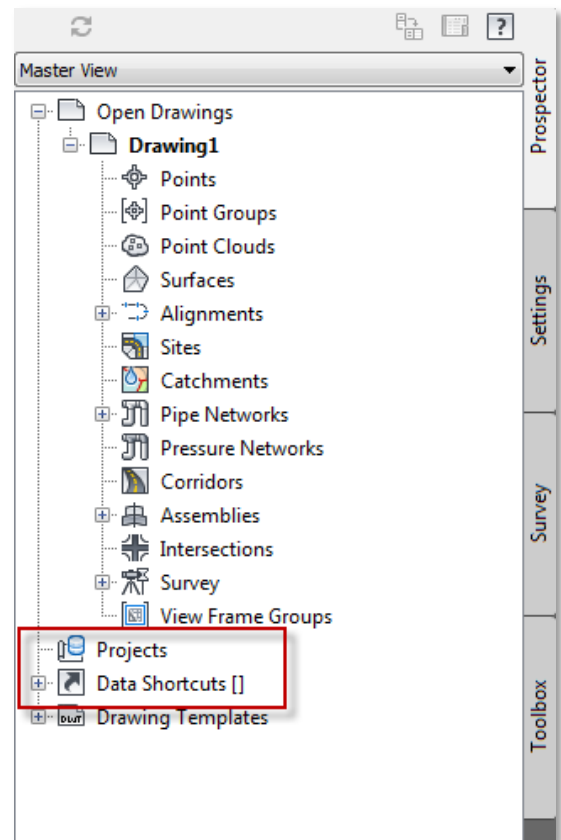 ?
Master View
Open Drawings
Drawing1
Points
Point Groups
Point Clouds
Surfaces
Alignments
Sites
Catchments
Pipe Networks
Pressure Networks
Corridors
Assemblies
Intersections
Survey
View Frame Groups
Projects
Data Shortcuts []
DWT Drawing Templates
Prospector
Settings
Survey
Toolbox